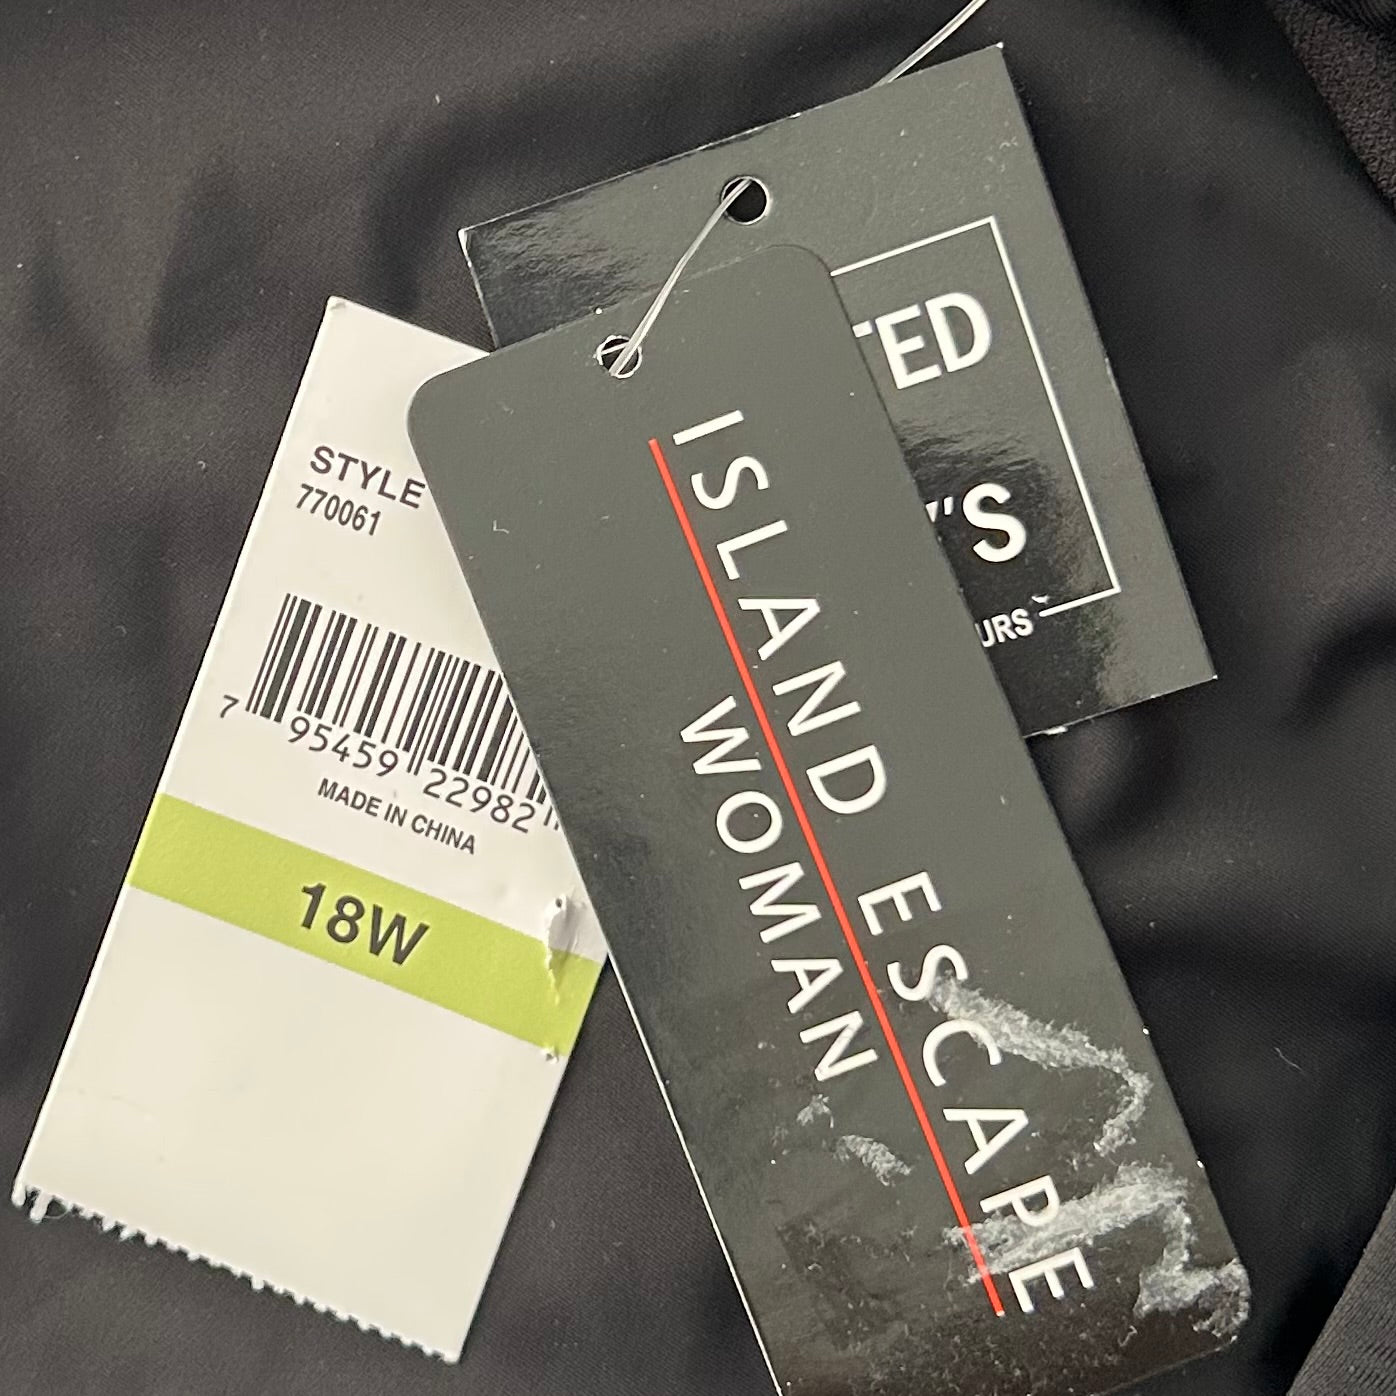 STYLE
770061
7 95459 22982
MADE IN CHINA
18W
ISLAND ESCAPE
WOMAN
TED
'S
URS